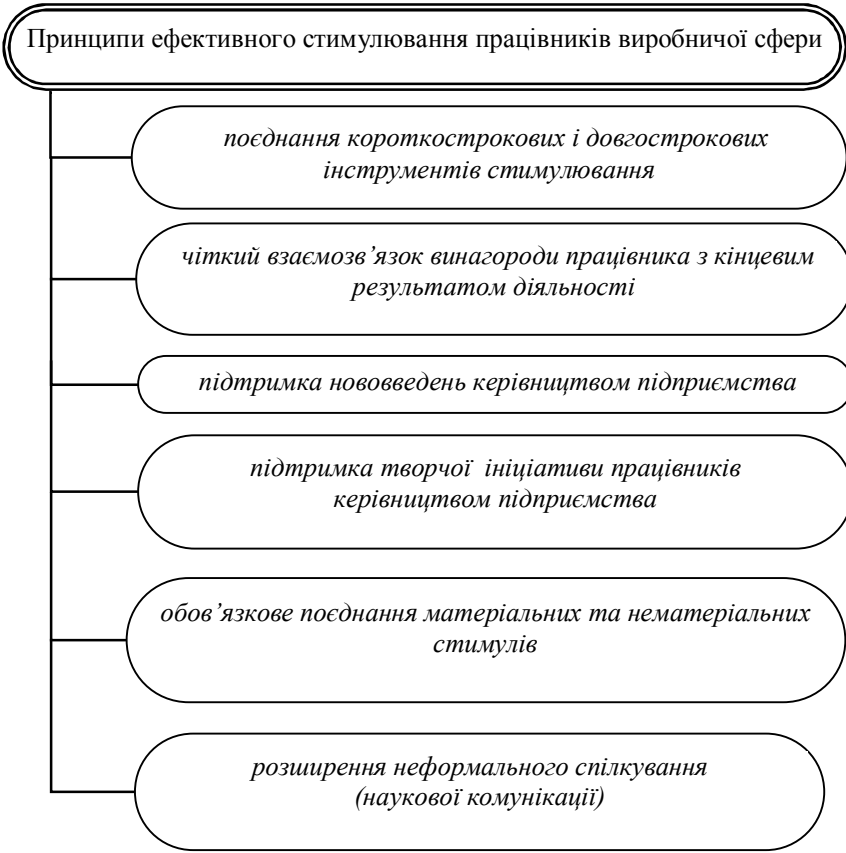 Принципи ефективного стимулювання працівників виробничої сфери
поєднання короткострокових і довгострокових
інструментів стимулювання
чіткий взаємозв’язок винагороди працівника з кінцевим
результатом діяльності
підтримка нововведень керівництвом підприємства
підтримка творчої ініціативи працівників
керівництвом підприємства
обов’язкове поєднання матеріальних та нематеріальних
стимулів
розширення неформального спілкування
(наукової комунікації)